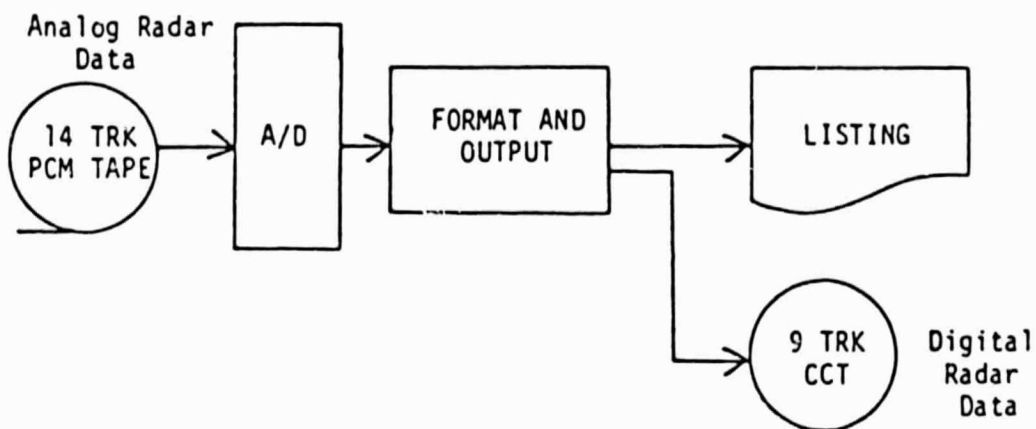 Analog Radar
Data
14 TRK
PCM TAPE
A/D
FORMAT AND
OUTPUT
LISTING
9 TRK
CCT
Digital
Radar
Data